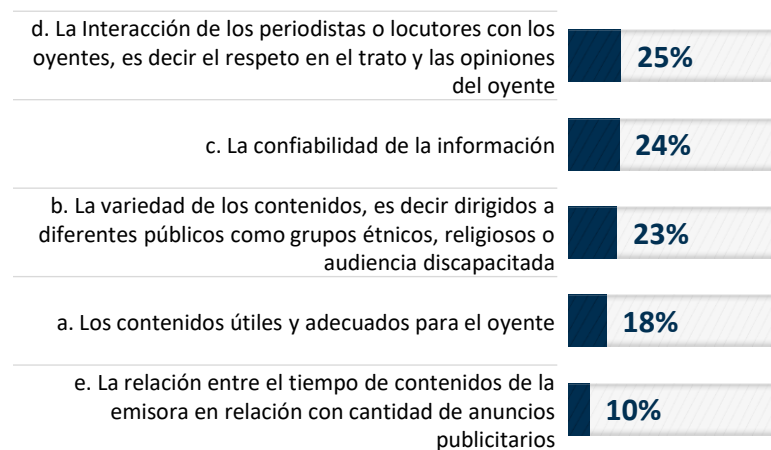 d. La Interacción de los periodistas o locutores con los
oyentes, es decir el respeto en el trato y las opiniones
del oyente
25%
c. La confiabilidad de la información
24%
b. La variedad de los contenidos, es decir dirigidos a
diferentes públicos como grupos étnicos, religiosos o
audiencia discapacitada
23%
a. Los contenidos útiles y adecuados para el oyente
18%
e. La relación entre el tiempo de contenidos de la
emisora en relación con cantidad de anuncios
publicitarios
10%